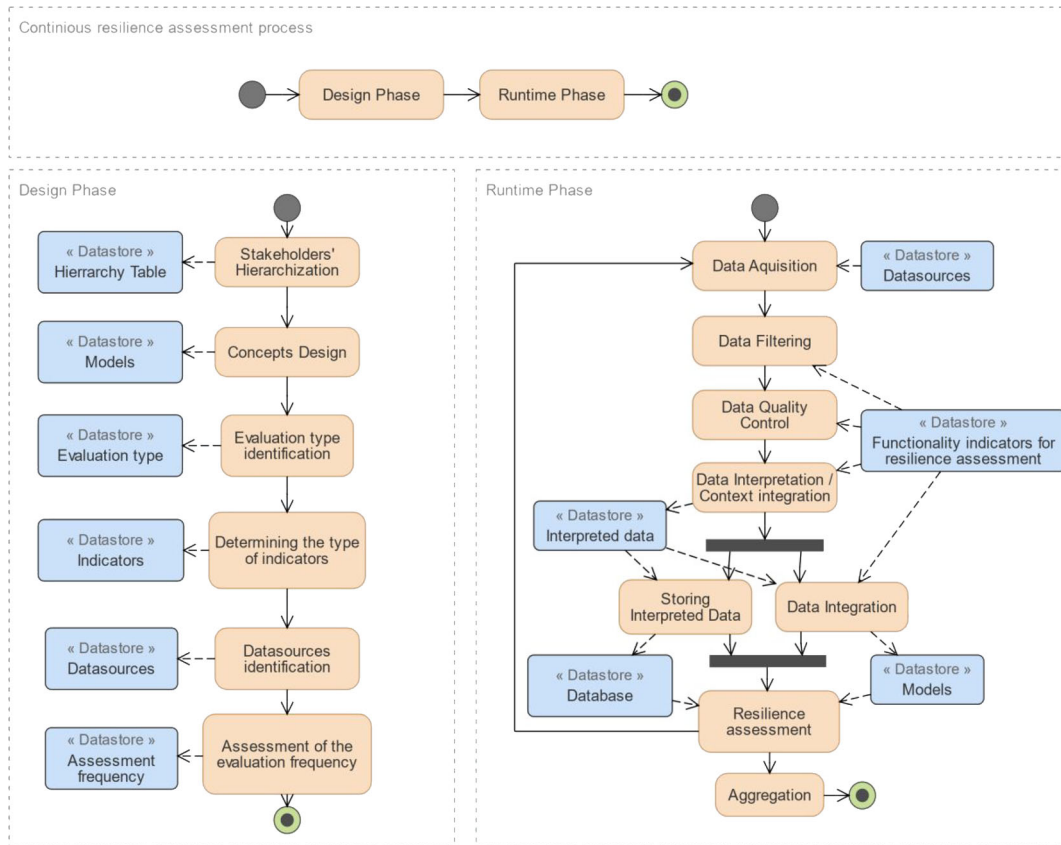 Continious resilience assessment process
Design Phase
Runtime Phase
Design Phase
« Datastore »
Hierrarchy Table
Stakeholders'
Hierarchization
« Datastore »
Models
Concepts Design
« Datastore »
Evaluation type
Evaluation type
identification
« Datastore »
Indicators
Determining the type
of indicators
« Datastore »
Datasources
Datasources
identification
« Datastore »
Assessment
frequency
Assessment of the
evaluation frequency
Runtime Phase
Data Aquisition
« Datastore »
Datasources
Data Filtering
Data Quality
Control
« Datastore »
Functionality indicators for
resilience assessment
Data Interpretation /
Context integration
« Datastore »
Interpreted data
Storing
Interpreted Data
Data Integration
« Datastore »
Database
« Datastore »
Models
Resilience
assessment
Aggregation